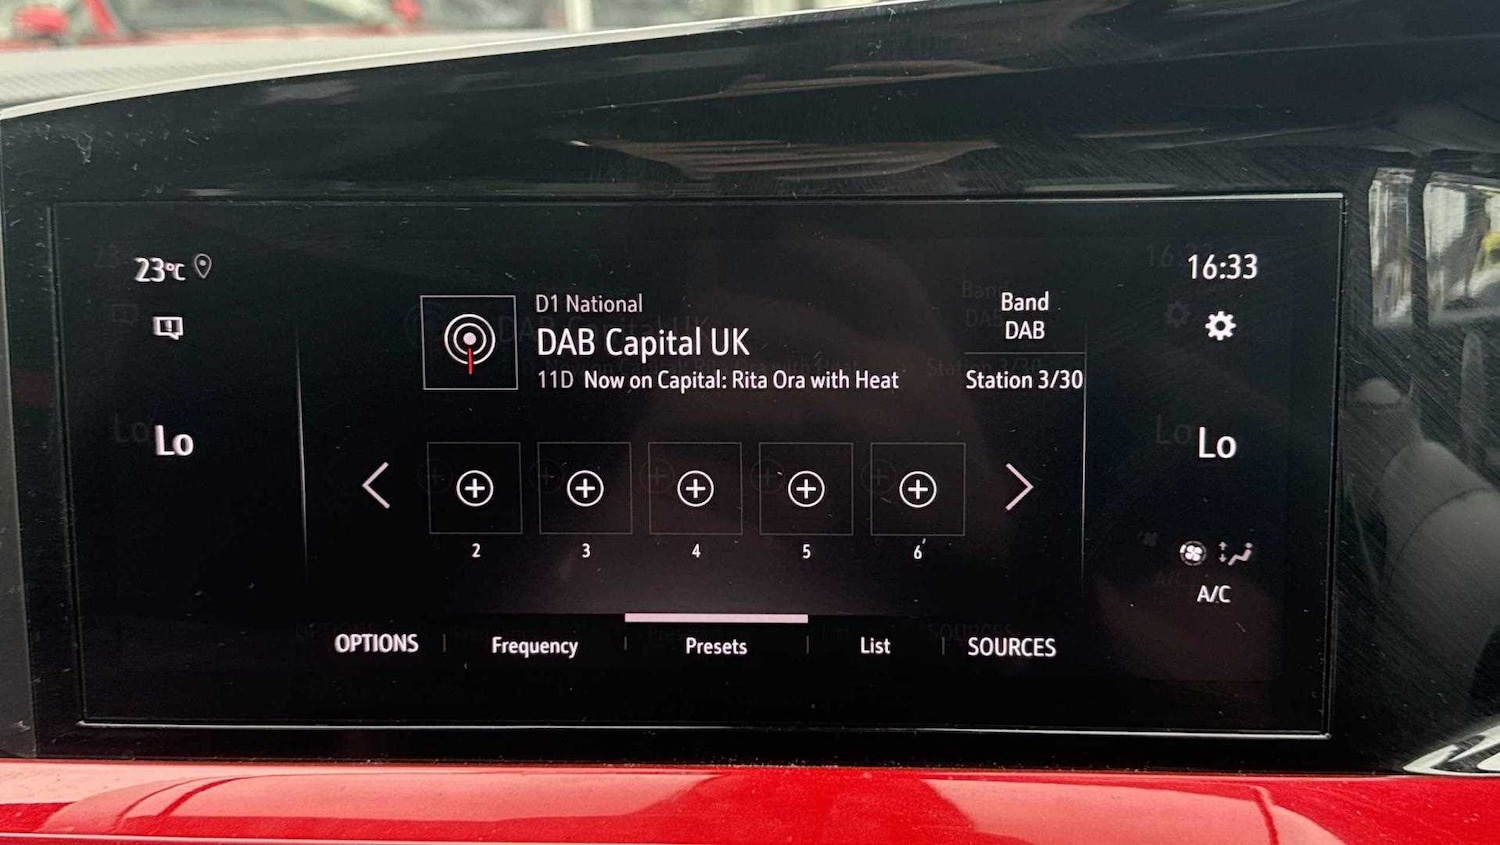 23°C
16:33
D1 National
DAB Capital UK
11D Now on Capital: Rita Ora with Heat
Band
DAB
Station 3/30
Lo
Lo
2 3 4 5 6
A/C
OPTIONS Frequency Presets List SOURCES